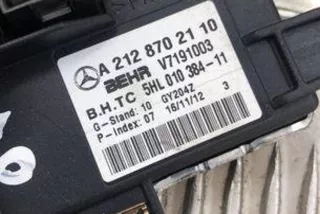 A 212 870 21 10
BEHR V7191003
B.H.TC 5HL 010 384-11
G-Stand: 10 GY204Z
P-Index: 07 16/11/12 3